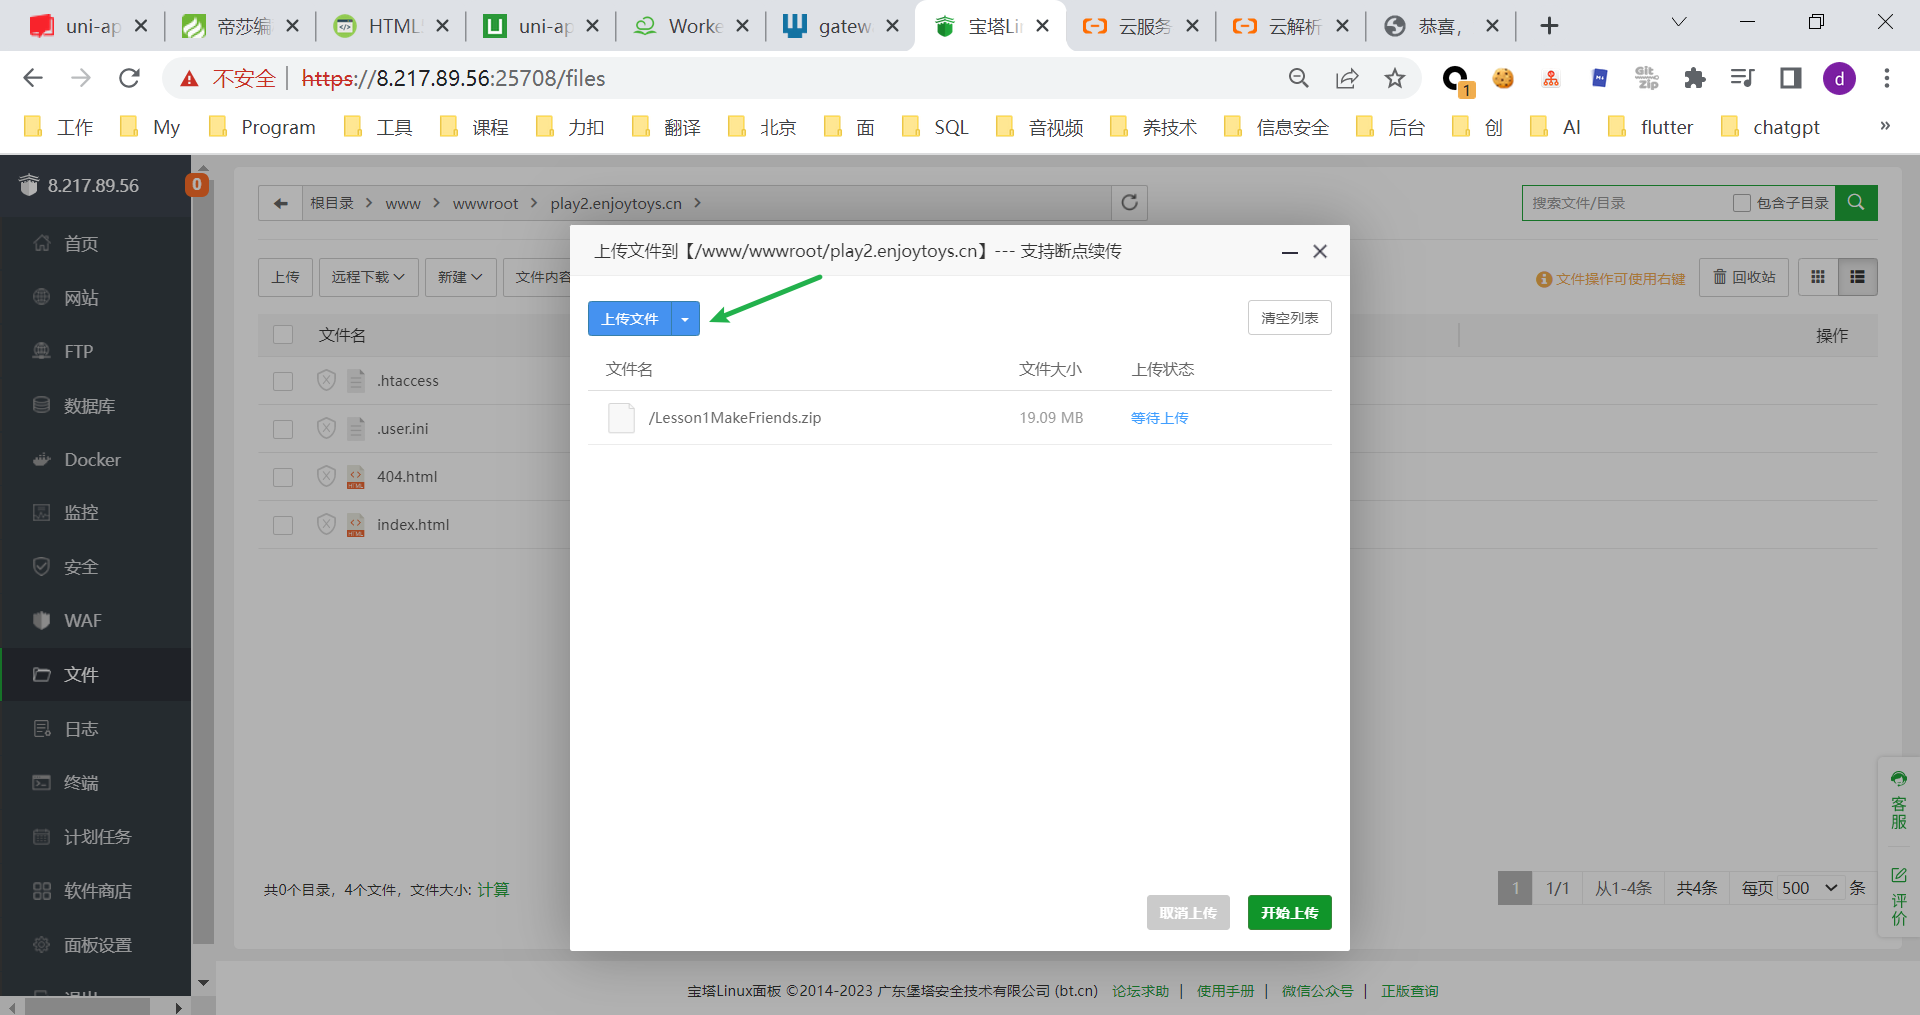 uni-ap
帝莎编
HTML
uni-ap
Worke
gatew
宝塔Li
云服务
云解析
恭喜,
不安全 https://8.217.89.56:25708/files
1
Git Zip
d
工作 My Program 工具 课程 力扣 翻译 北京 面 SQL 音视频 养技术 信息安全 后台 创 AI flutter chatgpt »
8.217.89.56
0
首页
网站
FTP
数据库
Docker
监控
安全
WAF
文件
日志
终端
计划任务
软件商店
面板设置
根目录 > www > wwwroot > play2.enjoytoys.cn >
搜索文件/目录 包含子目录
上传 远程下载 新建 文件内容
文件操作可使用右键 回收站
文件名 操作
.htaccess
.user.ini
404.html
index.html
上传文件到【/www/wwwroot/play2.enjoytoys.cn】--- 支持断点续传
上传文件
清空列表
文件名 文件大小 上传状态
/Lesson1MakeFriends.zip 19.09 MB 等待上传
取消上传 开始上传
共0个目录，4个文件，文件大小: 计算
1 1/1 从1-4条 共4条 每页 500 条
客服
评价
宝塔Linux面板 ©2014-2023 广东堡塔安全技术有限公司 (bt.cn) 论坛求助 | 使用手册 | 微信公众号 | 正版查询